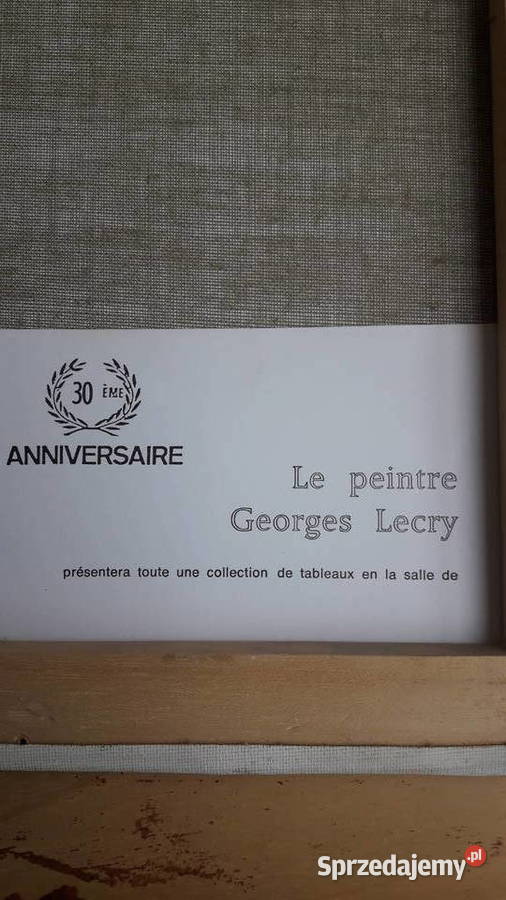 30 ÈME
ANNIVERSAIRE
Le peintre
Georges Lecry
présentera toute une collection de tableaux en la salle de
Sprzedajemy.pl